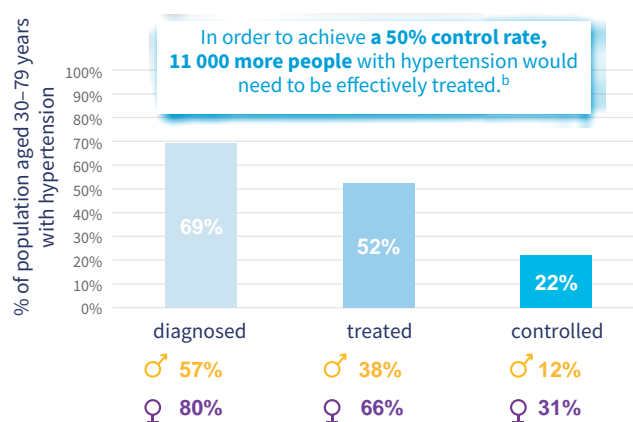 In order to achieve a 50% control rate,
11 000 more people with hypertension would
need to be effectively treated.ᵇ
% of population aged 30–79 years
with hypertension
100%
90%
80%
70%
60%
50%
40%
30%
20%
10%
0%
69%
52%
22%
diagnosed treated controlled
♂ 57% ♂ 38% ♂ 12%
♀ 80% ♀ 66% ♀ 31%